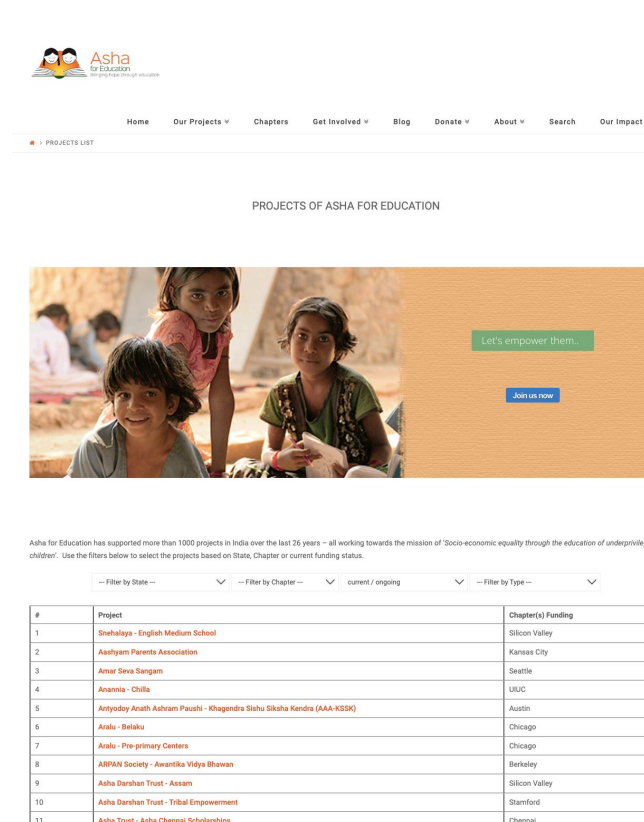 Asha
for Education
Bringing hope through education
Home Our Projects Chapters Get Involved Blog Donate About Search Our Impact
> PROJECTS LIST
PROJECTS OF ASHA FOR EDUCATION
Let's empower them..
Join us now
Asha for Education has supported more than 1000 projects in India over the last 26 years – all working towards the mission of 'Socio-economic equality through the education of underprivile
children'. Use the filters below to select the projects based on State, Chapter or current funding status.
--- Filter by State --- --- Filter by Chapter --- current / ongoing --- Filter by Type ---
# Project Chapter(s) Funding
1 Snehalaya - English Medium School Silicon Valley
2 Aashyam Parents Association Kansas City
3 Amar Seva Sangam Seattle
4 Anannia - Chilla UIUC
5 Antyodoy Anath Ashram Paushi - Khagendra Sishu Siksha Kendra (AAA-KSSK) Austin
6 Aralu - Belaku Chicago
7 Aralu - Pre-primary Centers Chicago
8 ARPAN Society - Awantika Vidya Bhawan Berkeley
9 Asha Darshan Trust - Assam Silicon Valley
10 Asha Darshan Trust - Tribal Empowerment Stamford
11 Asha Trust - Asha Chennai Scholarships Chennai